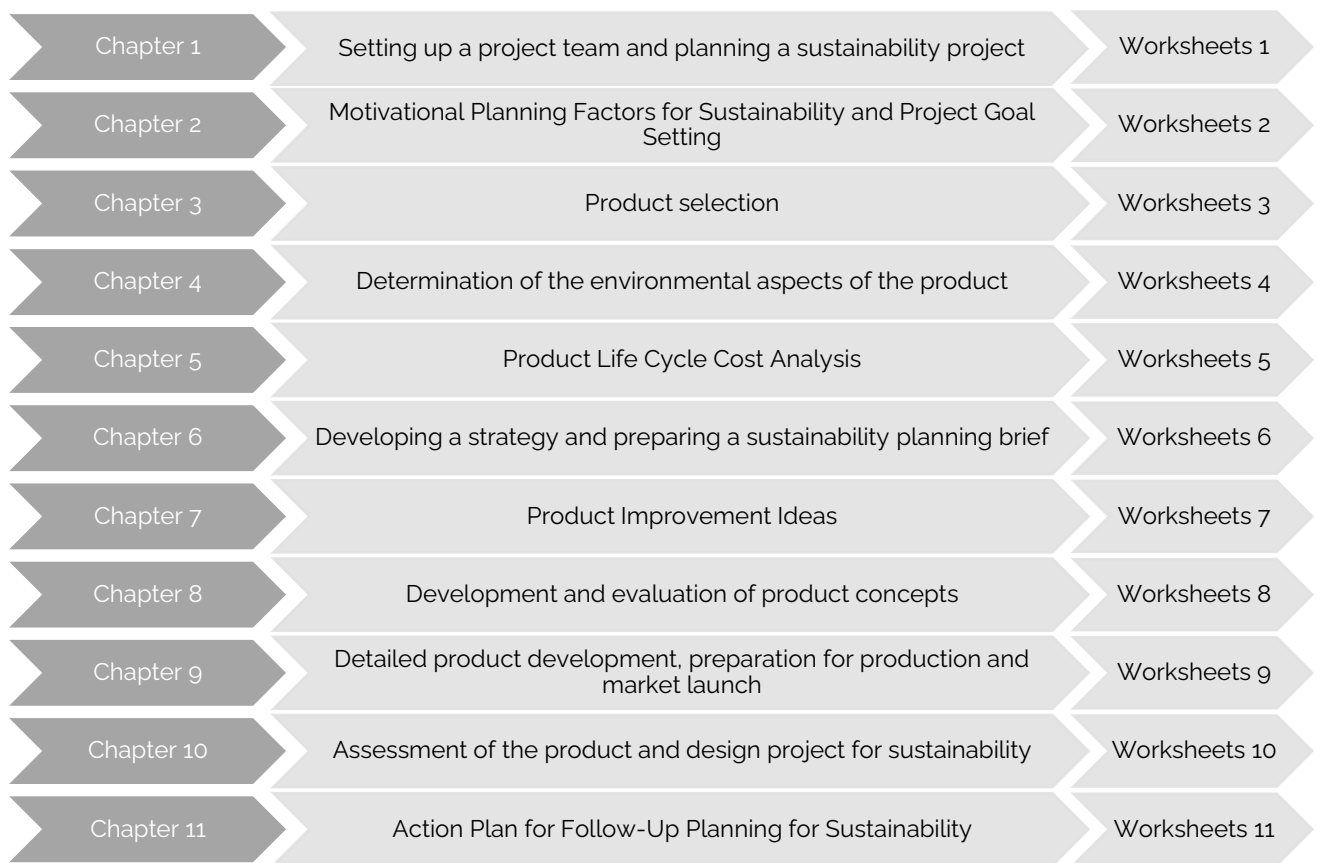 Chapter 1
Setting up a project team and planning a sustainability project
Worksheets 1
Chapter 2
Motivational Planning Factors for Sustainability and Project Goal
Setting
Worksheets 2
Chapter 3
Product selection
Worksheets 3
Chapter 4
Determination of the environmental aspects of the product
Worksheets 4
Chapter 5
Product Life Cycle Cost Analysis
Worksheets 5
Chapter 6
Developing a strategy and preparing a sustainability planning brief
Worksheets 6
Chapter 7
Product Improvement Ideas
Worksheets 7
Chapter 8
Development and evaluation of product concepts
Worksheets 8
Chapter 9
Detailed product development, preparation for production and
market launch
Worksheets 9
Chapter 10
Assessment of the product and design project for sustainability
Worksheets 10
Chapter 11
Action Plan for Follow-Up Planning for Sustainability
Worksheets 11